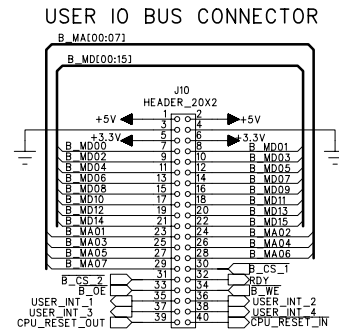 USER IO BUS CONNECTOR
B_MA[00:07]
B_MD[00:15]
J10
HEADER_20X2
+5V 1 2 +5V
3 4
+3.3V 5 6 +3.3V
B_MD00 7 8 B_MD01
B_MD02 9 10 B_MD03
B_MD04 11 12 B_MD05
B_MD06 13 14 B_MD07
B_MD08 15 16 B_MD09
B_MD10 17 18 B_MD11
B_MD12 19 20 B_MD13
B_MD14 21 22 B_MD15
B_MA01 23 24 B_MA02
B_MA03 25 26 B_MA04
B_MA05 27 28 B_MA06
B_MA07 29 30 B_CS_1
B_CS_2 31 32 RDY
B_OE 33 34 B_WE
USER_INT_1 35 36 USER_INT_2
USER_INT_3 37 38 USER_INT_4
CPU_RESET_OUT 39 40 CPU_RESET_IN